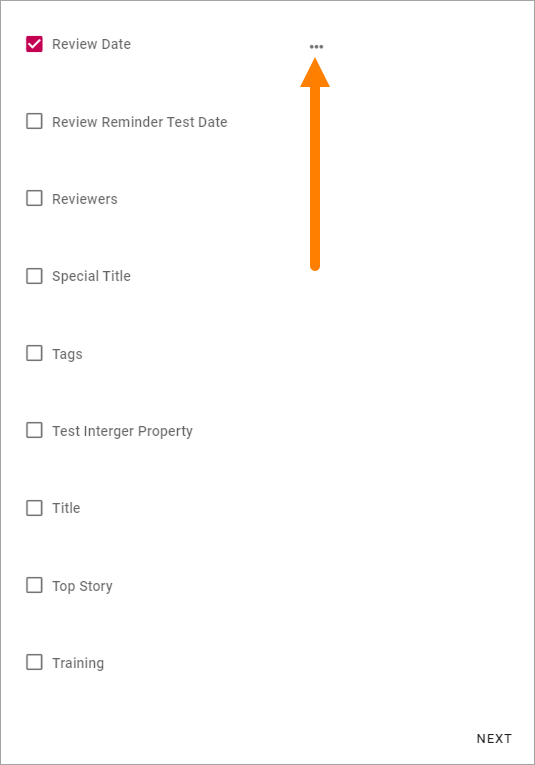 Review Date
Review Reminder Test Date
Reviewers
Special Title
Tags
Test Interger Property
Title
Top Story
Training
NEXT